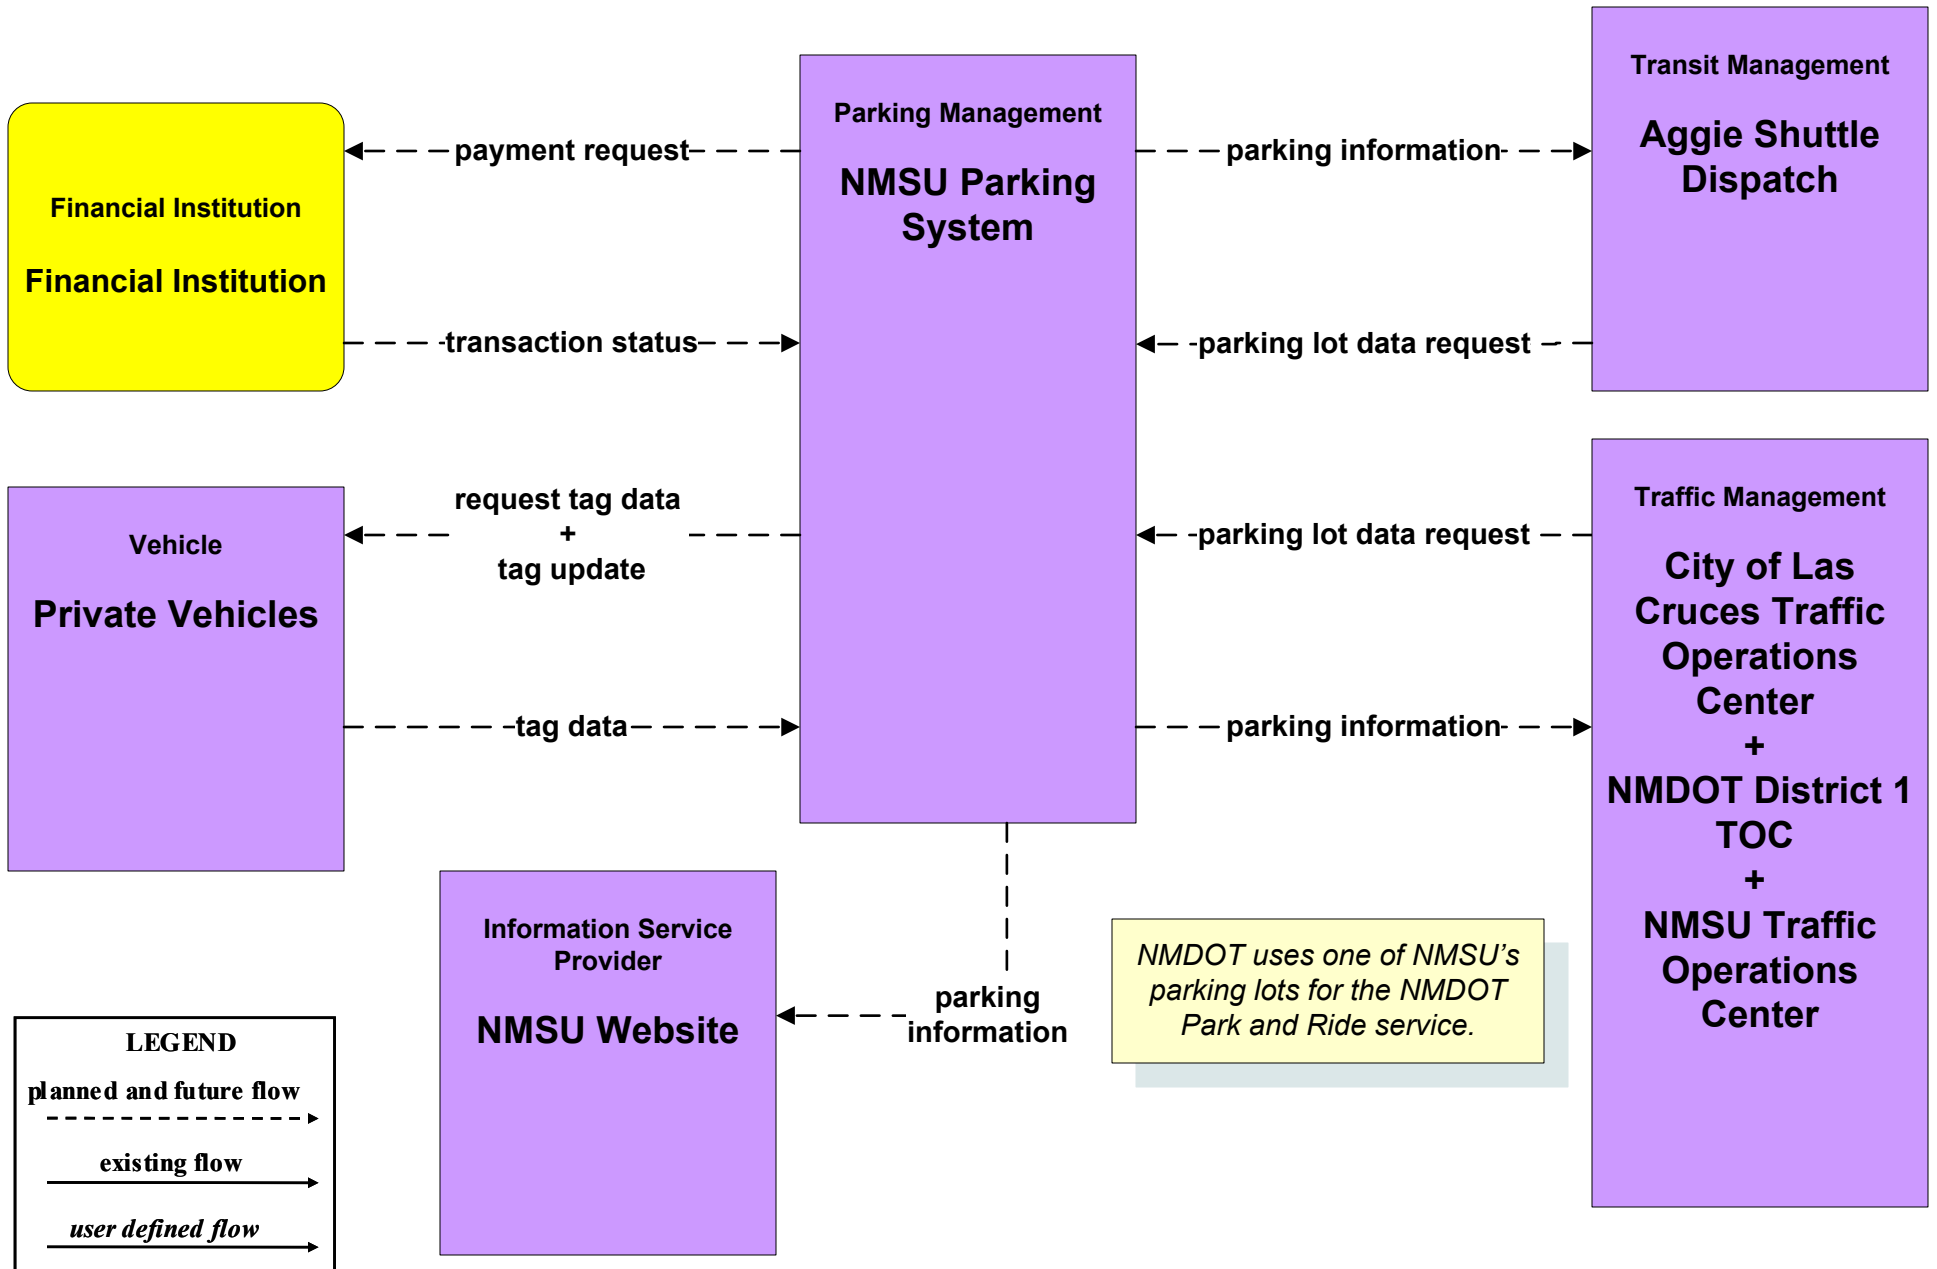 Financial Institution
Financial Institution
payment request
transaction status
Parking Management
NMSU Parking
System
parking information
parking lot data request
Transit Management
Aggie Shuttle
Dispatch
Vehicle
Private Vehicles
request tag data
+
tag update
tag data
parking lot data request
parking information
Traffic Management
City of Las
Cruces Traffic
Operations
Center
+
NMDOT District 1
TOC
+
NMSU Traffic
Operations
Center
Information Service
Provider
NMSU Website
parking
information
NMDOT uses one of NMSU’s
parking lots for the NMDOT
Park and Ride service.
LEGEND
planned and future flow
existing flow
user defined flow